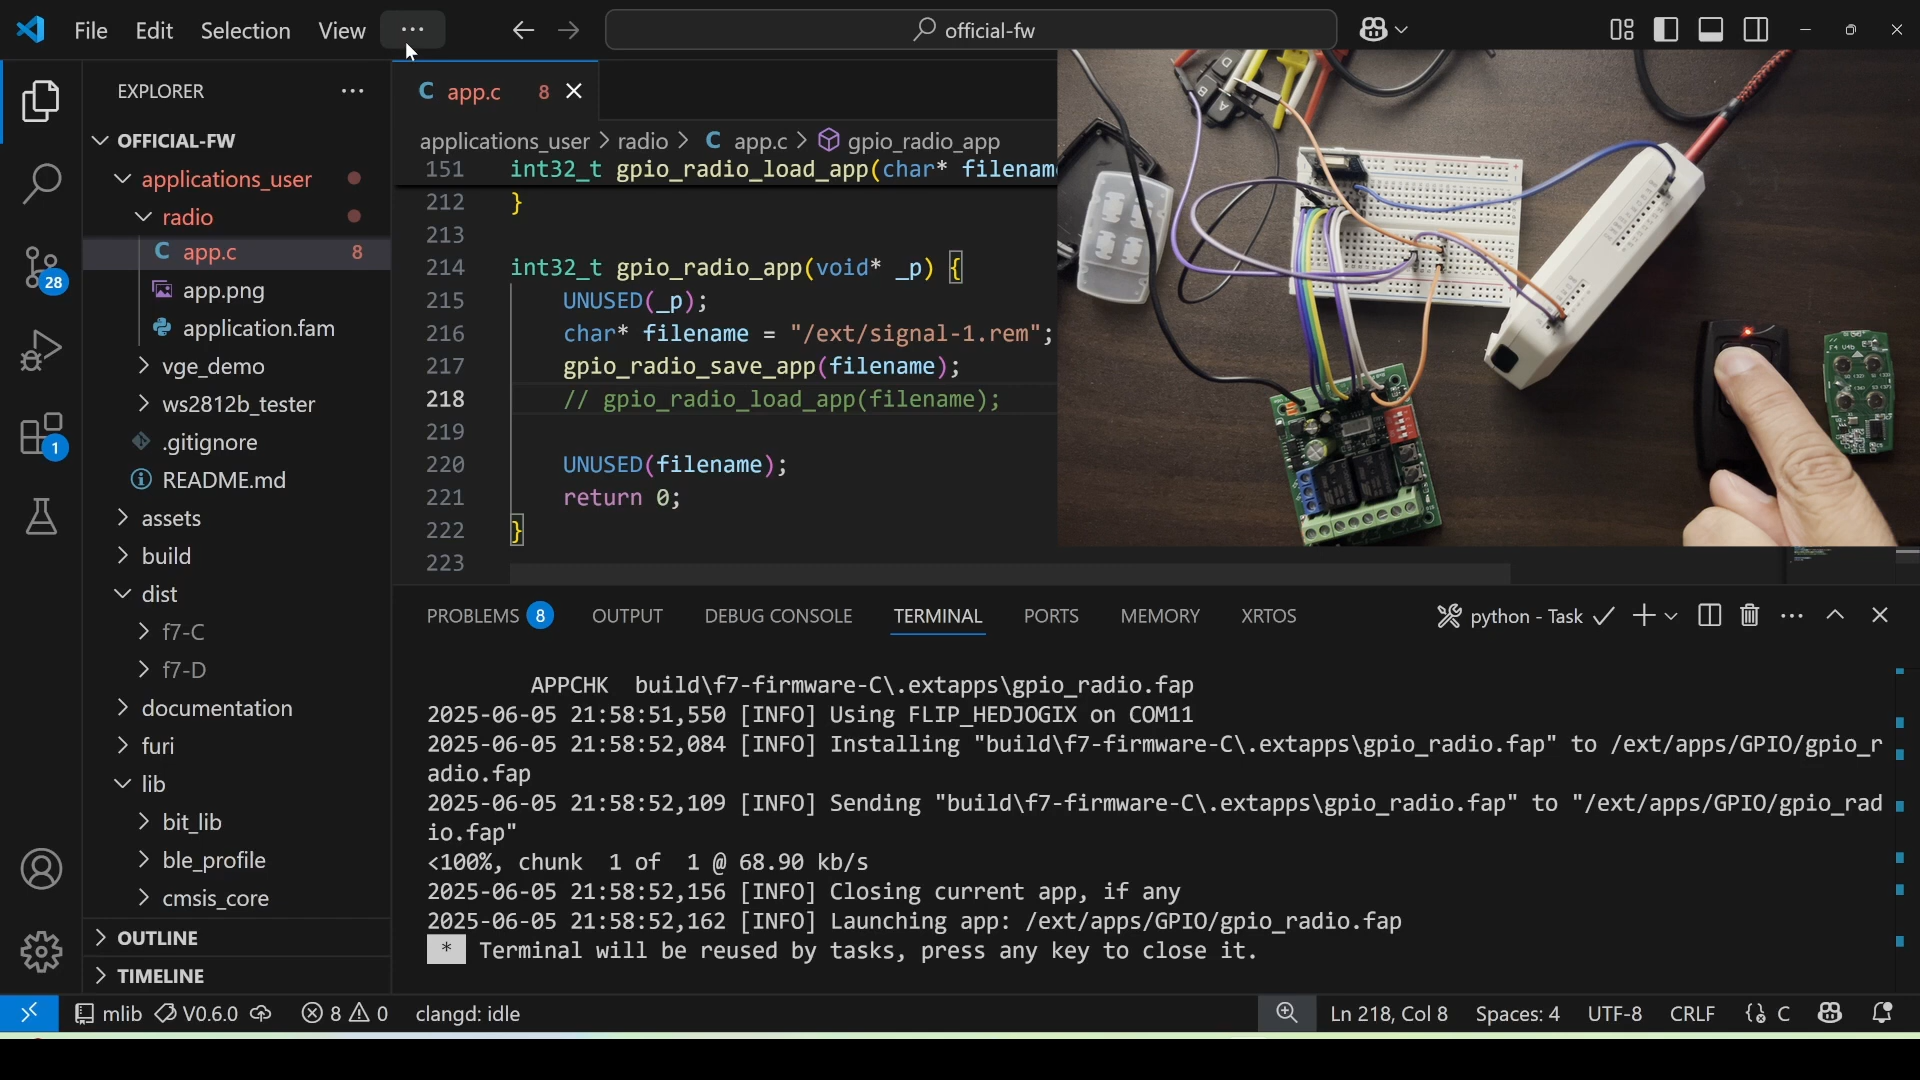 File Edit Selection View ··· official-fw
EXPLORER ···
OFFICIAL-FW
applications_user
radio
C app.c 8
app.png
application.fam
vge_demo
ws2812b_tester
.gitignore
README.md
assets
build
dist
f7-C
f7-D
documentation
furi
lib
bit_lib
ble_profile
cmsis_core
OUTLINE
TIMELINE
28
1
C app.c 8
applications_user > radio > C app.c > gpio_radio_app
151 int32_t gpio_radio_load_app(char* filenam
212 }
213
214 int32_t gpio_radio_app(void* _p) {
215 UNUSED(_p);
216 char* filename = "/ext/signal-1.rem";
217 gpio_radio_save_app(filename);
218 // gpio_radio_load_app(filename);
219
220 UNUSED(filename);
221 return 0;
222 }
223
PROBLEMS 8 OUTPUT DEBUG CONSOLE TERMINAL PORTS MEMORY XRTOS python - Task
APPCHK build\f7-firmware-C\.extapps\gpio_radio.fap
2025-06-05 21:58:51,550 [INFO] Using FLIP_HEDJOGIX on COM11
2025-06-05 21:58:52,084 [INFO] Installing "build\f7-firmware-C\.extapps\gpio_radio.fap" to /ext/apps/GPIO/gpio_r
adio.fap
2025-06-05 21:58:52,109 [INFO] Sending "build\f7-firmware-C\.extapps\gpio_radio.fap" to "/ext/apps/GPIO/gpio_rad
io.fap"
<100%, chunk 1 of 1 @ 68.90 kb/s
2025-06-05 21:58:52,156 [INFO] Closing current app, if any
2025-06-05 21:58:52,162 [INFO] Launching app: /ext/apps/GPIO/gpio_radio.fap
* Terminal will be reused by tasks, press any key to close it.
mlib V0.6.0 8 0 clangd: idle Ln 218, Col 8 Spaces: 4 UTF-8 CRLF C